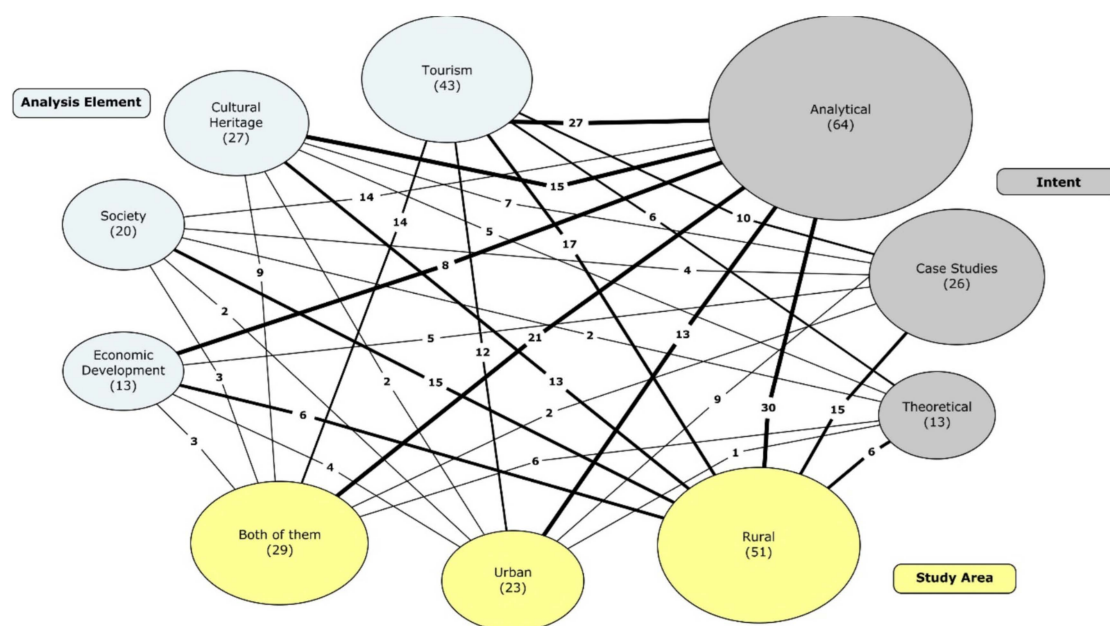 Tourism
(43)
Analytical
(64)
Analysis Element
Cultural
Heritage
(27)
27
15
Intent
14
7
Society
(20)
14
6
10
5
17
Case Studies
(26)
8
4
9
2
Economic
Development
(13)
5
21
13
2
12
3
15
2
13
9
Theoretical
(13)
6
2
30
15
3
4
6
1
6
Both of them
(29)
Urban
(23)
Rural
(51)
Study Area